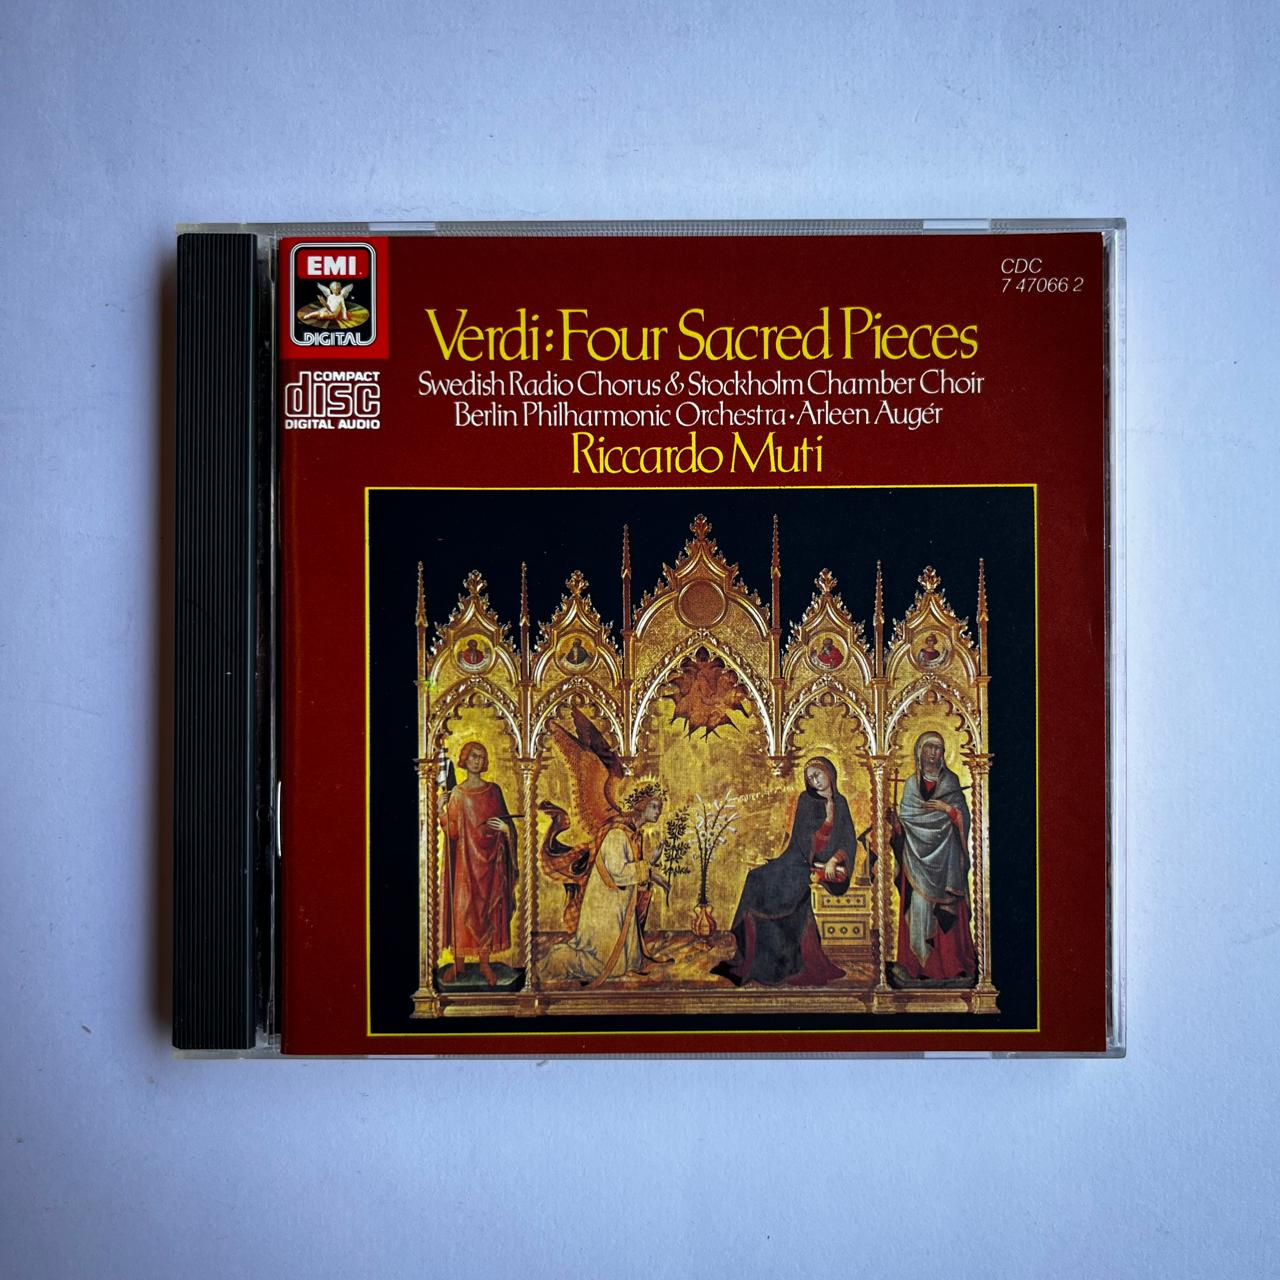 EMI
DIGITAL
COMPACT
disc
DIGITAL AUDIO
CDC
7 47066 2
Verdi: Four Sacred Pieces
Swedish Radio Chorus & Stockholm Chamber Choir
Berlin Philharmonic Orchestra · Arleen Augér
Riccardo Muti